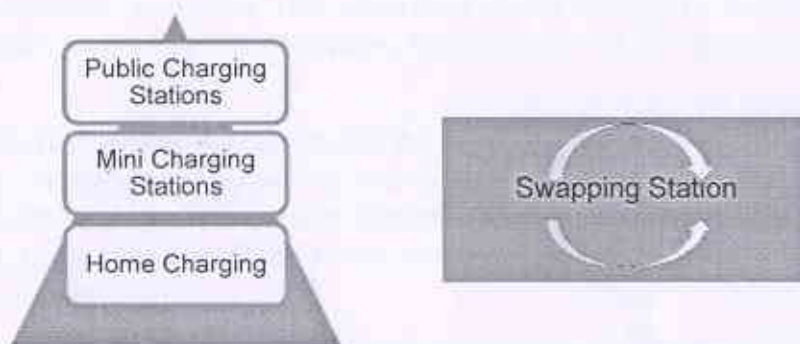 Public Charging
Stations
Mini Charging
Stations
Home Charging
Swapping Station